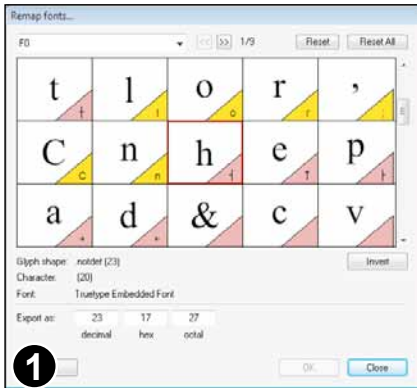 Remap fonts...
F0 << >> 1/9 Reset Reset All
t l o r ,
C n h e p
a d & c v
Glyph shape: .notdef {23} Invert
Character: {20}
Font: Truetype Embedded Font
Export as: 23 17 27
decimal hex octal
1 OK Close